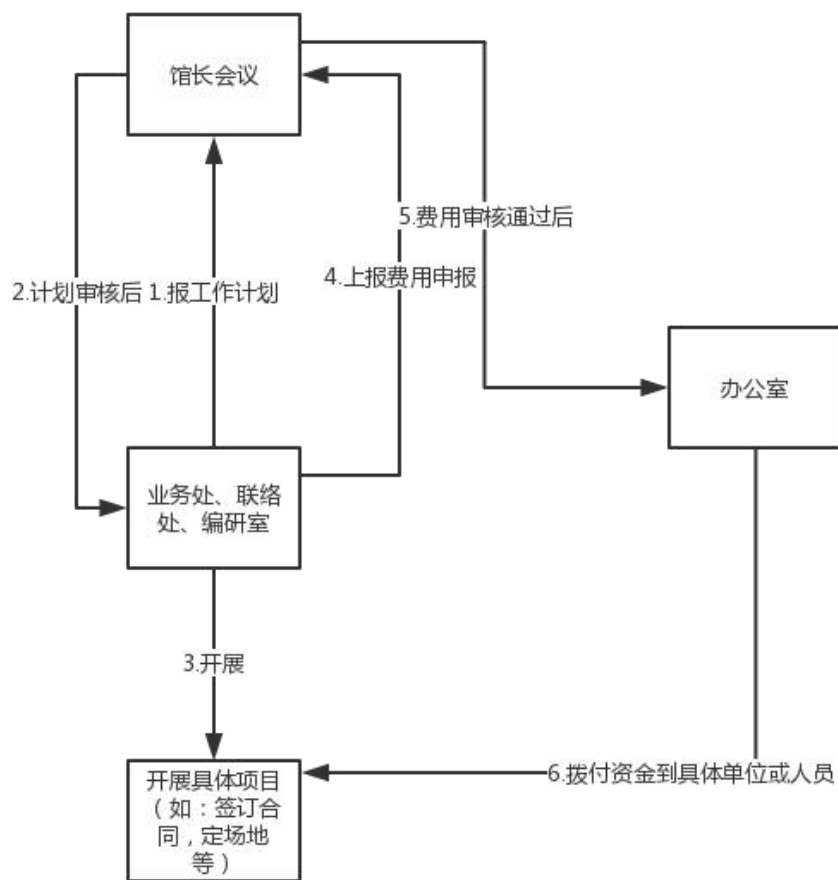 馆长会议
5.费用审核通过后
4.上报费用申报
2.计划审核后
1.报工作计划
办公室
业务处、联络
处、编研室
3.开展
开展具体项目
（如：签订合
同，定场地
等）
6.拨付资金到具体单位或人员